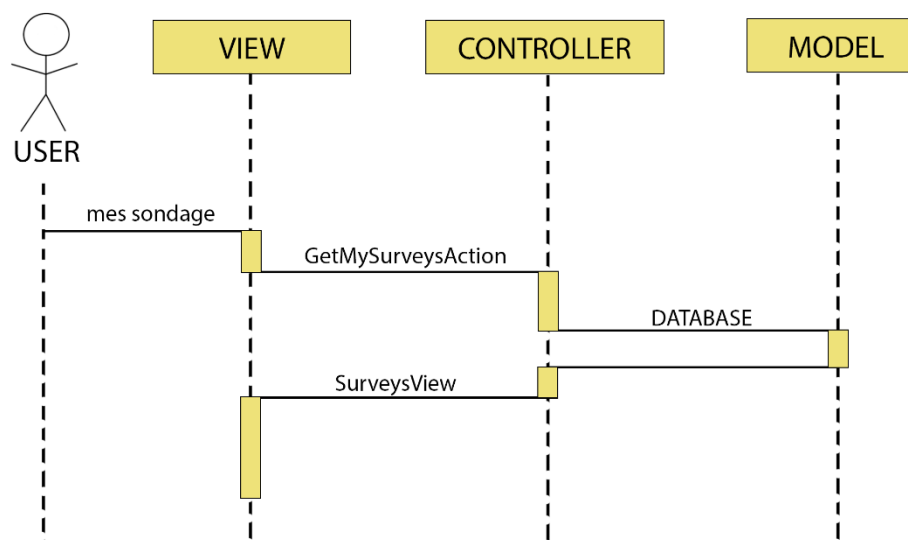 VIEW
CONTROLLER
MODEL
USER
mes sondage
GetMySurveysAction
DATABASE
SurveysView